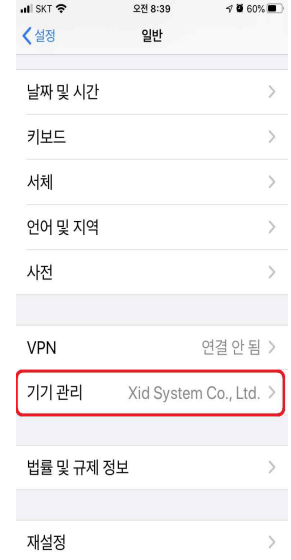 SKT 오전 8:39 60%
설정 일반
날짜 및 시간
키보드
서체
언어 및 지역
사전
VPN 연결 안 됨
기기 관리 Xid System Co., Ltd.
법률 및 규제 정보
재설정